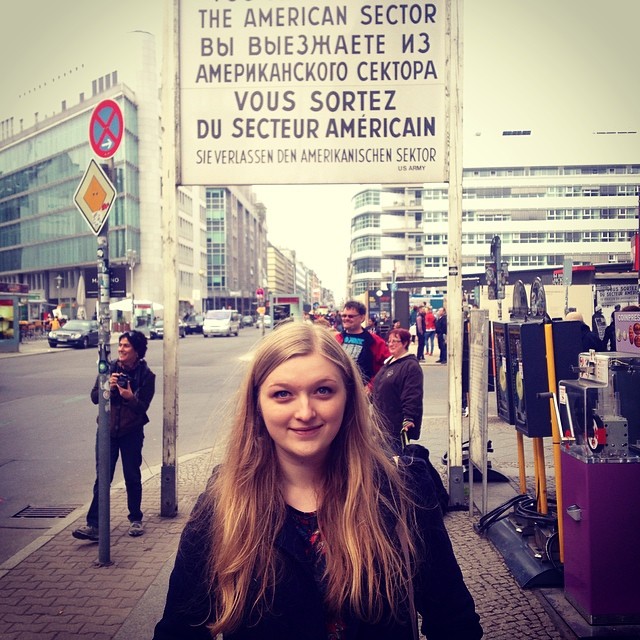 THE AMERICAN SECTOR
ВЫ ВЫЕЗЖАЕТЕ ИЗ
АМЕРИКАНСКОГО СЕКТОРА
VOUS SORTEZ
DU SECTEUR AMÉRICAIN
SIE VERLASSEN DEN AMERIKANISCHEN SEKTOR
US ARMY